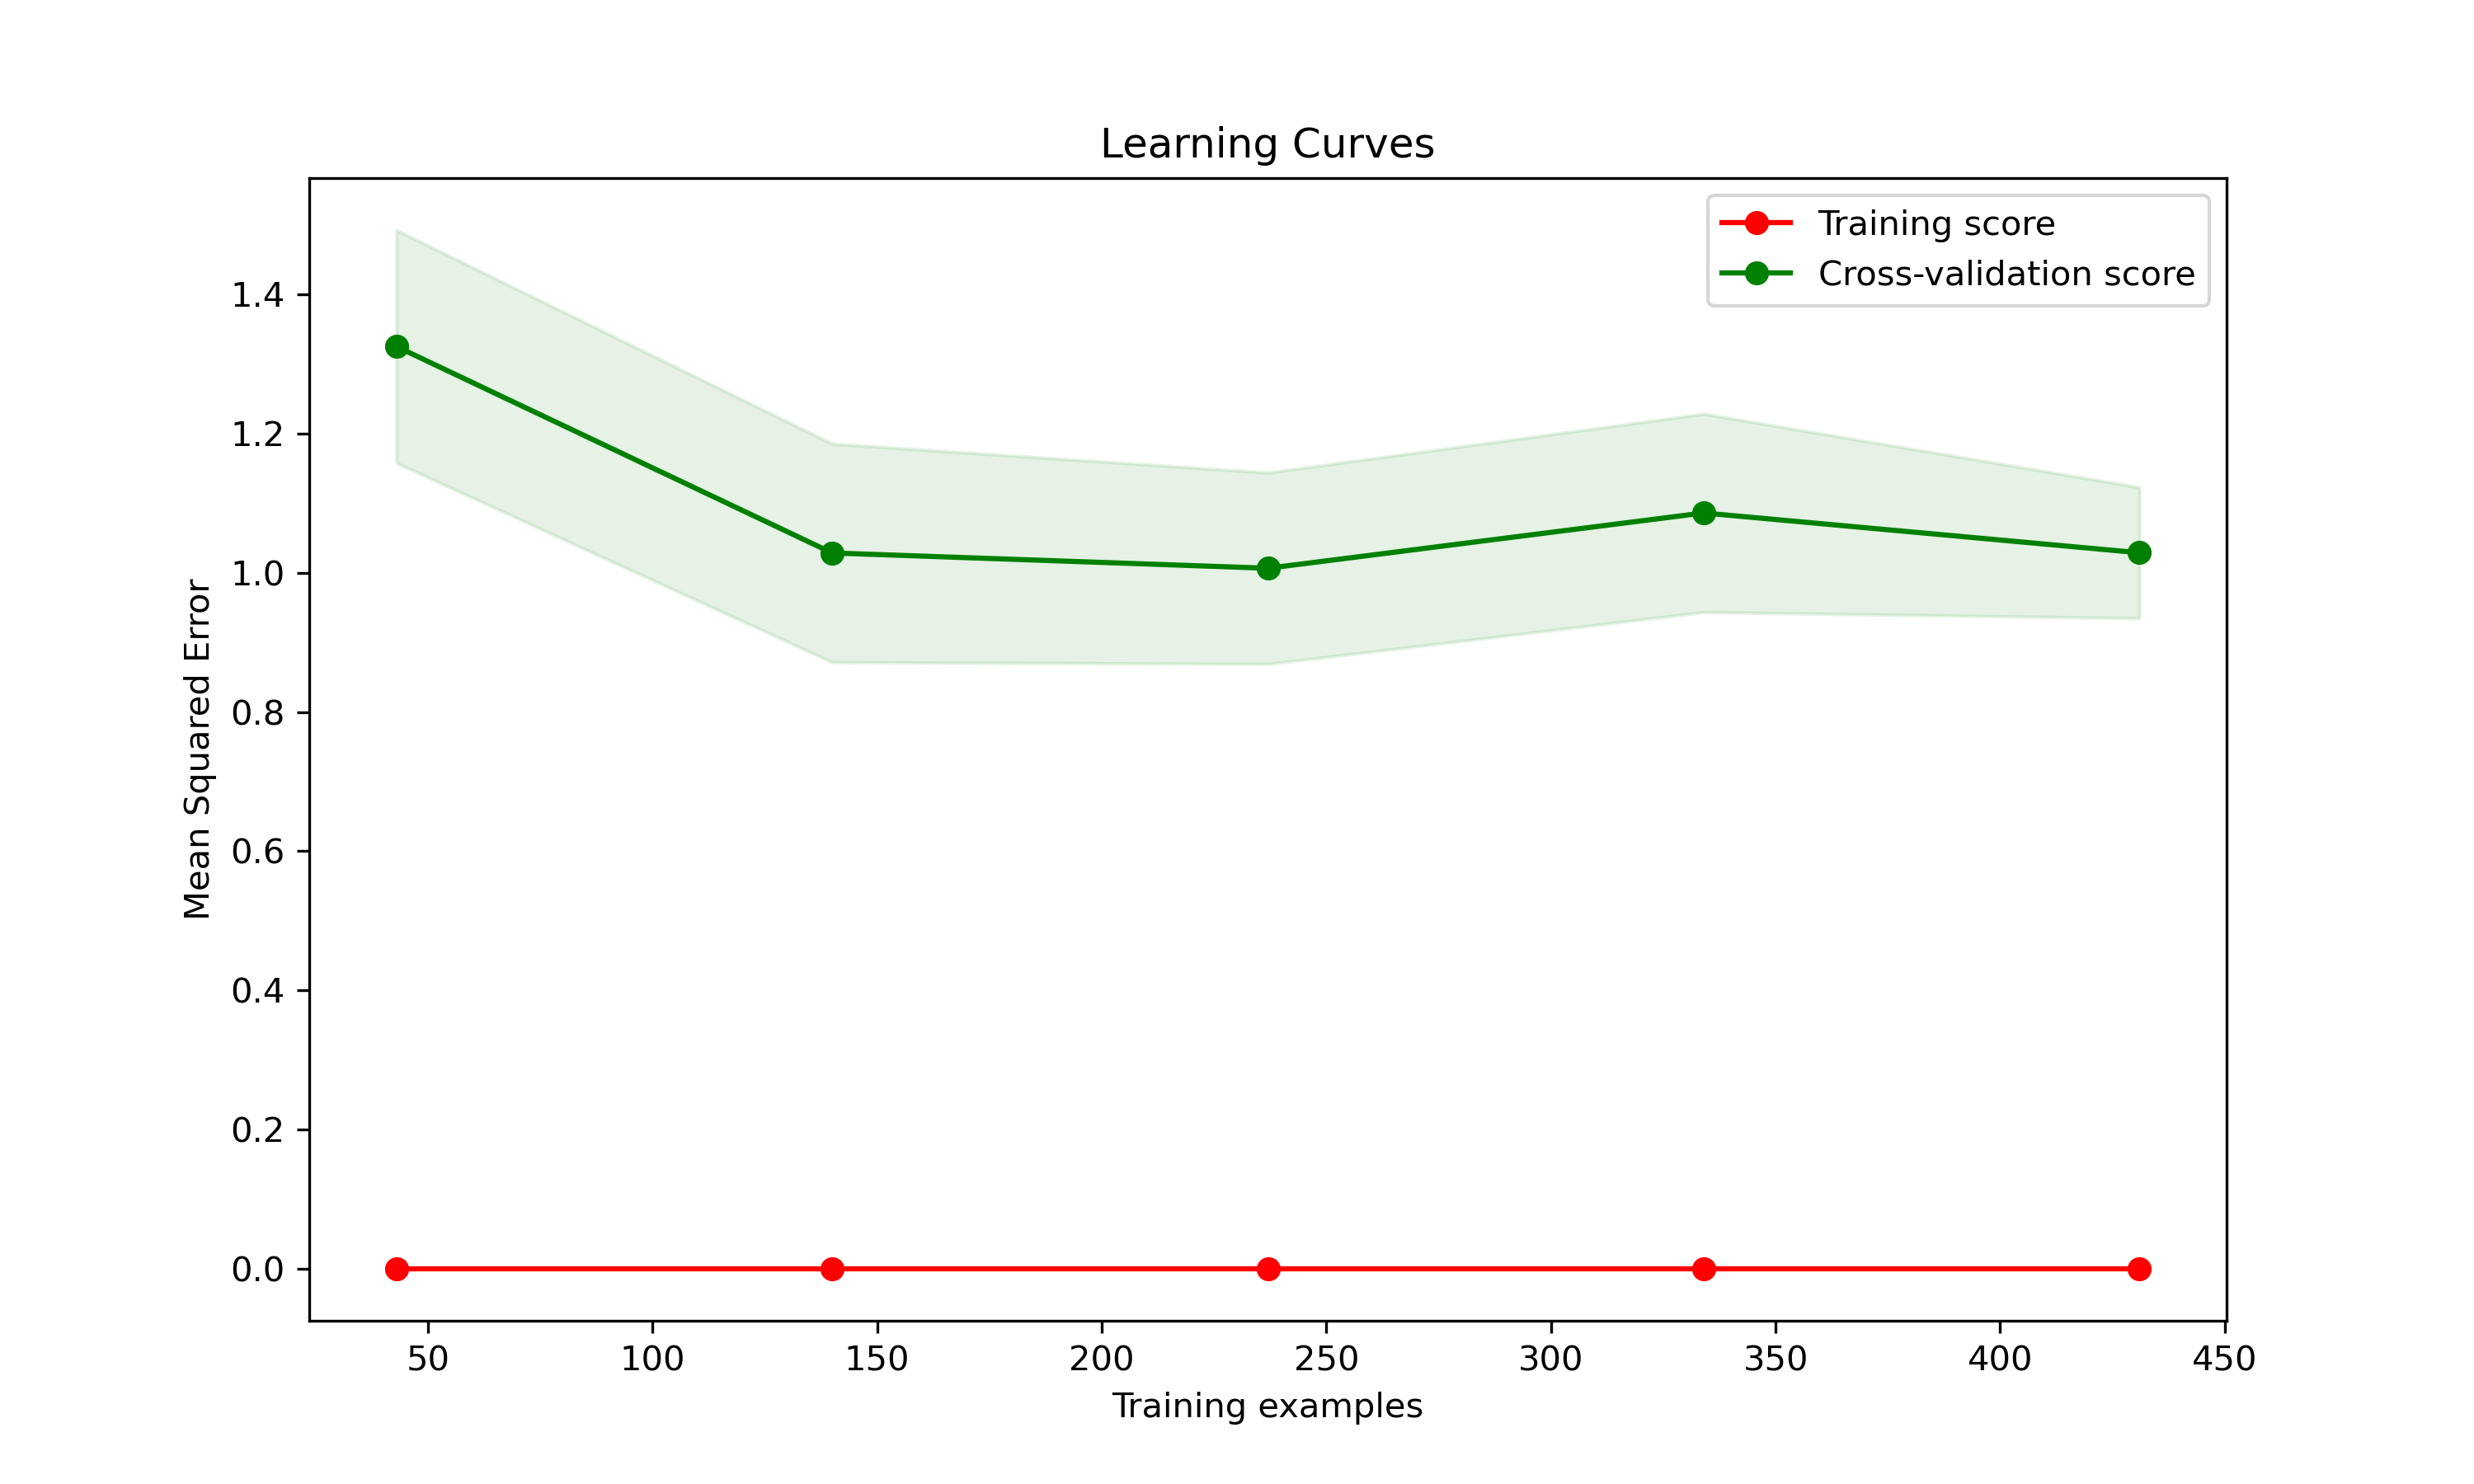 Learning Curves
Training score
Cross-validation score
Mean Squared Error
1.4
1.2
1.0
0.8
0.6
0.4
0.2
0.0
50 100 150 200 250 300 350 400 450
Training examples